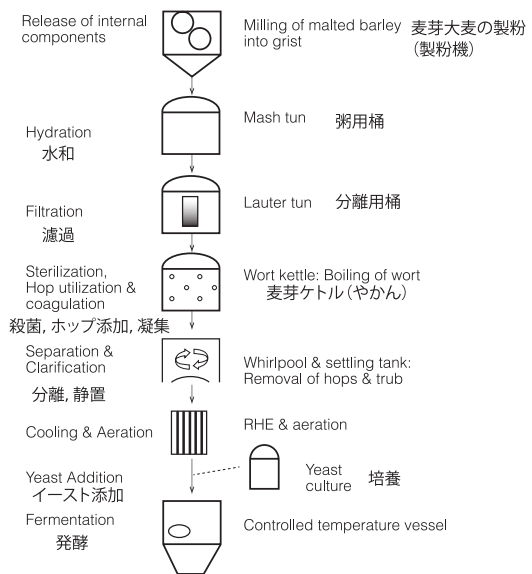 Release of internal
components
Milling of malted barley
into grist
麦芽大麦の製粉
(製粉機)
Hydration
水和
Mash tun
粥用桶
Filtration
濾過
Lauter tun
分離用桶
Sterilization,
Hop utilization &
coagulation
殺菌, ホップ添加, 凝集
Wort kettle: Boiling of wort
麦芽ケトル(やかん)
Separation &
Clarification
分離, 静置
Whirlpool & settling tank:
Removal of hops & trub
Cooling & Aeration
RHE & aeration
Yeast Addition
イースト添加
Yeast
culture
培養
Fermentation
発酵
Controlled temperature vessel